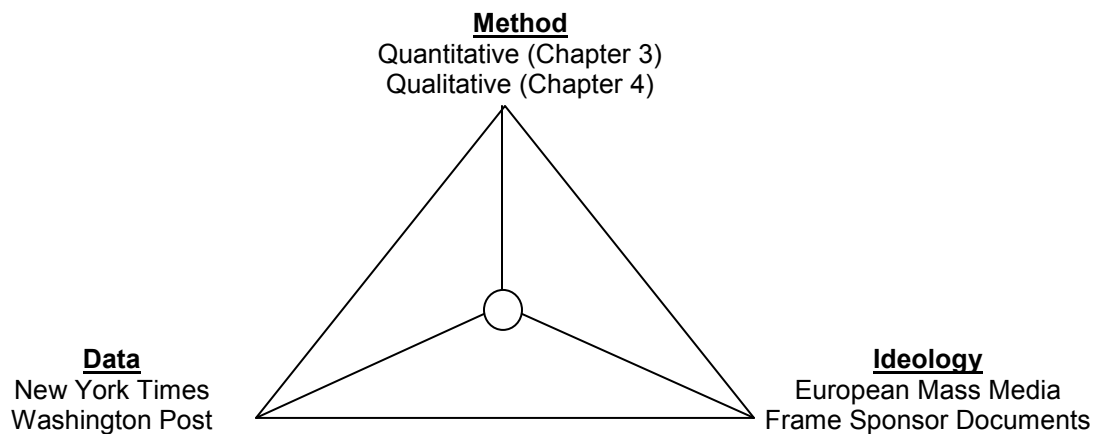 Method
Quantitative (Chapter 3)
Qualitative (Chapter 4)
Data
New York Times
Washington Post
Ideology
European Mass Media
Frame Sponsor Documents